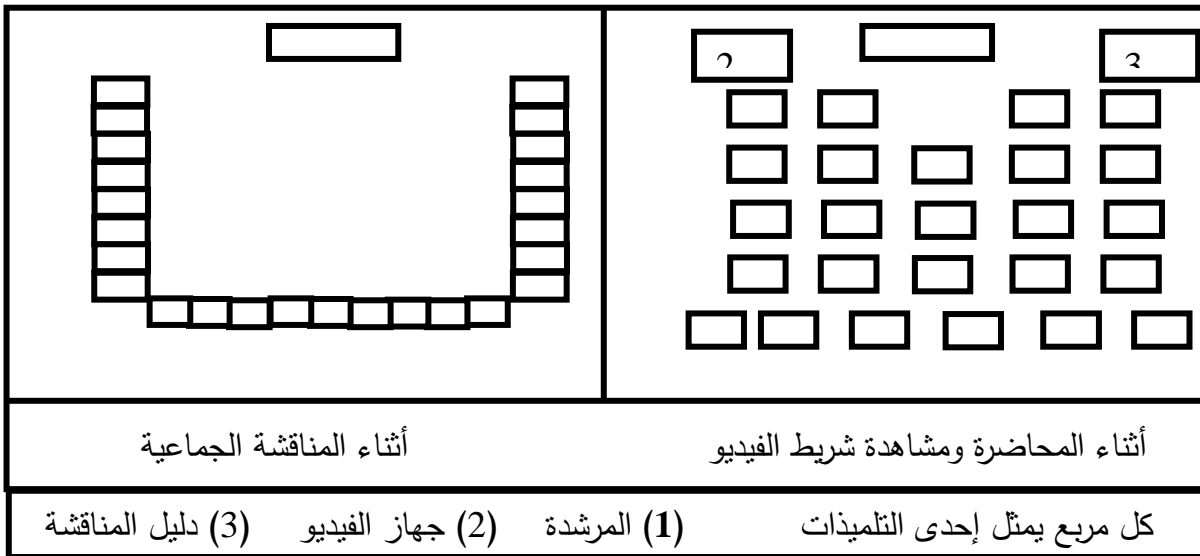 2
3
أثناء المحاضرة ومشاهدة شريط الفيديو
أثناء المناقشة الجماعية
كل مربع يمثل إحدى التلميذات (1) المرشدة (2) جهاز الفيديو (3) دليل المناقشة